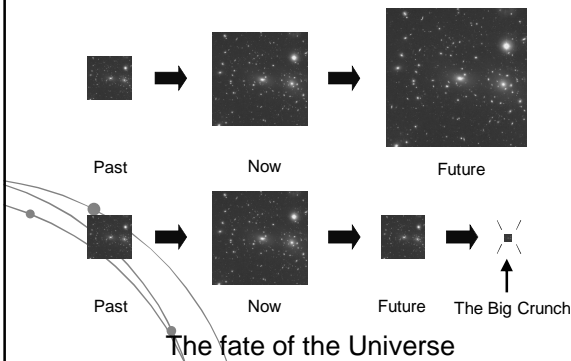 Past Now Future
Past Now Future The Big Crunch
The fate of the Universe